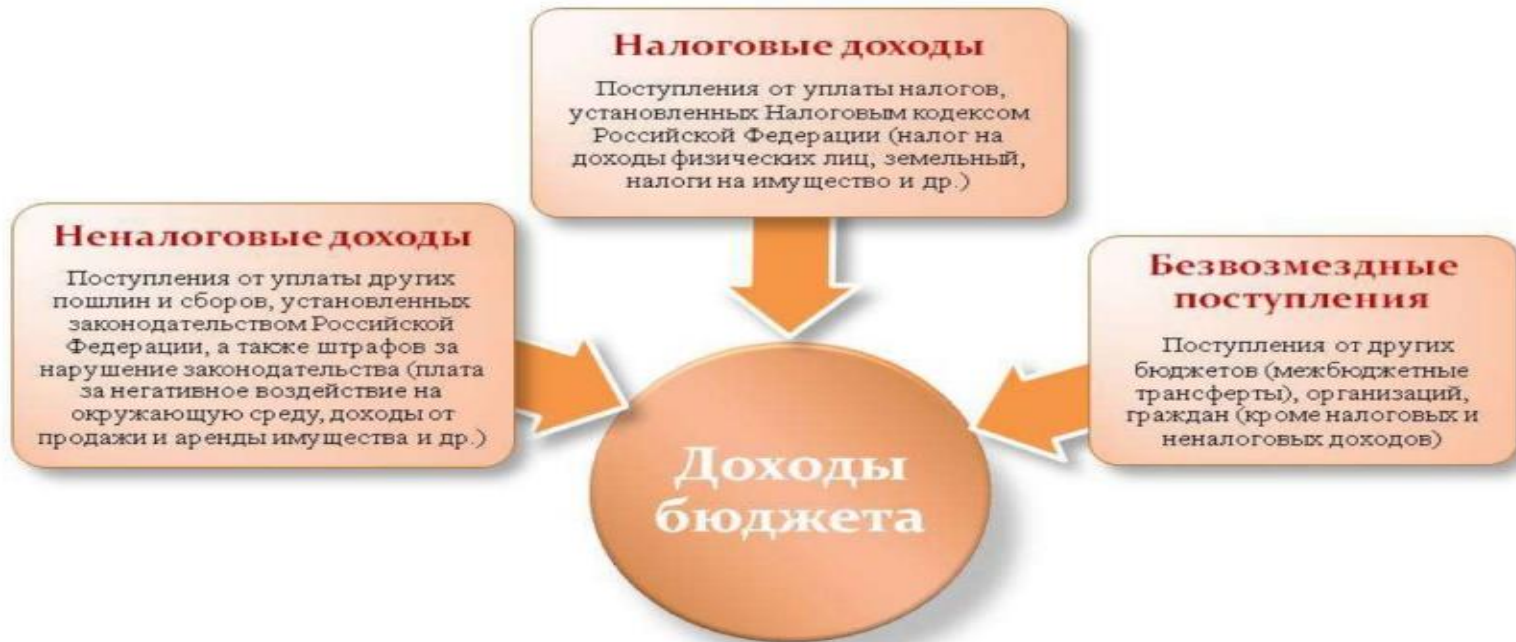 Налоговые доходы
Поступления от уплаты налогов,
установленных Налоговым кодексом
Российской Федерации (налог на
доходы физических лиц, земельный,
налоги на имущество и др.)
Неналоговые доходы
Поступления от уплаты других
пошлин и сборов, установленных
законодательством Российской
Федерации, а также штрафов за
нарушение законодательства (плата
за негативное воздействие на
окружающую среду, доходы от
продажи и аренды имущества и др.)
Безвозмездные
поступления
Поступления от других
бюджетов (межбюджетные
трансферты), организаций,
граждан (кроме налоговых и
неналоговых доходов)
Доходы
бюджета